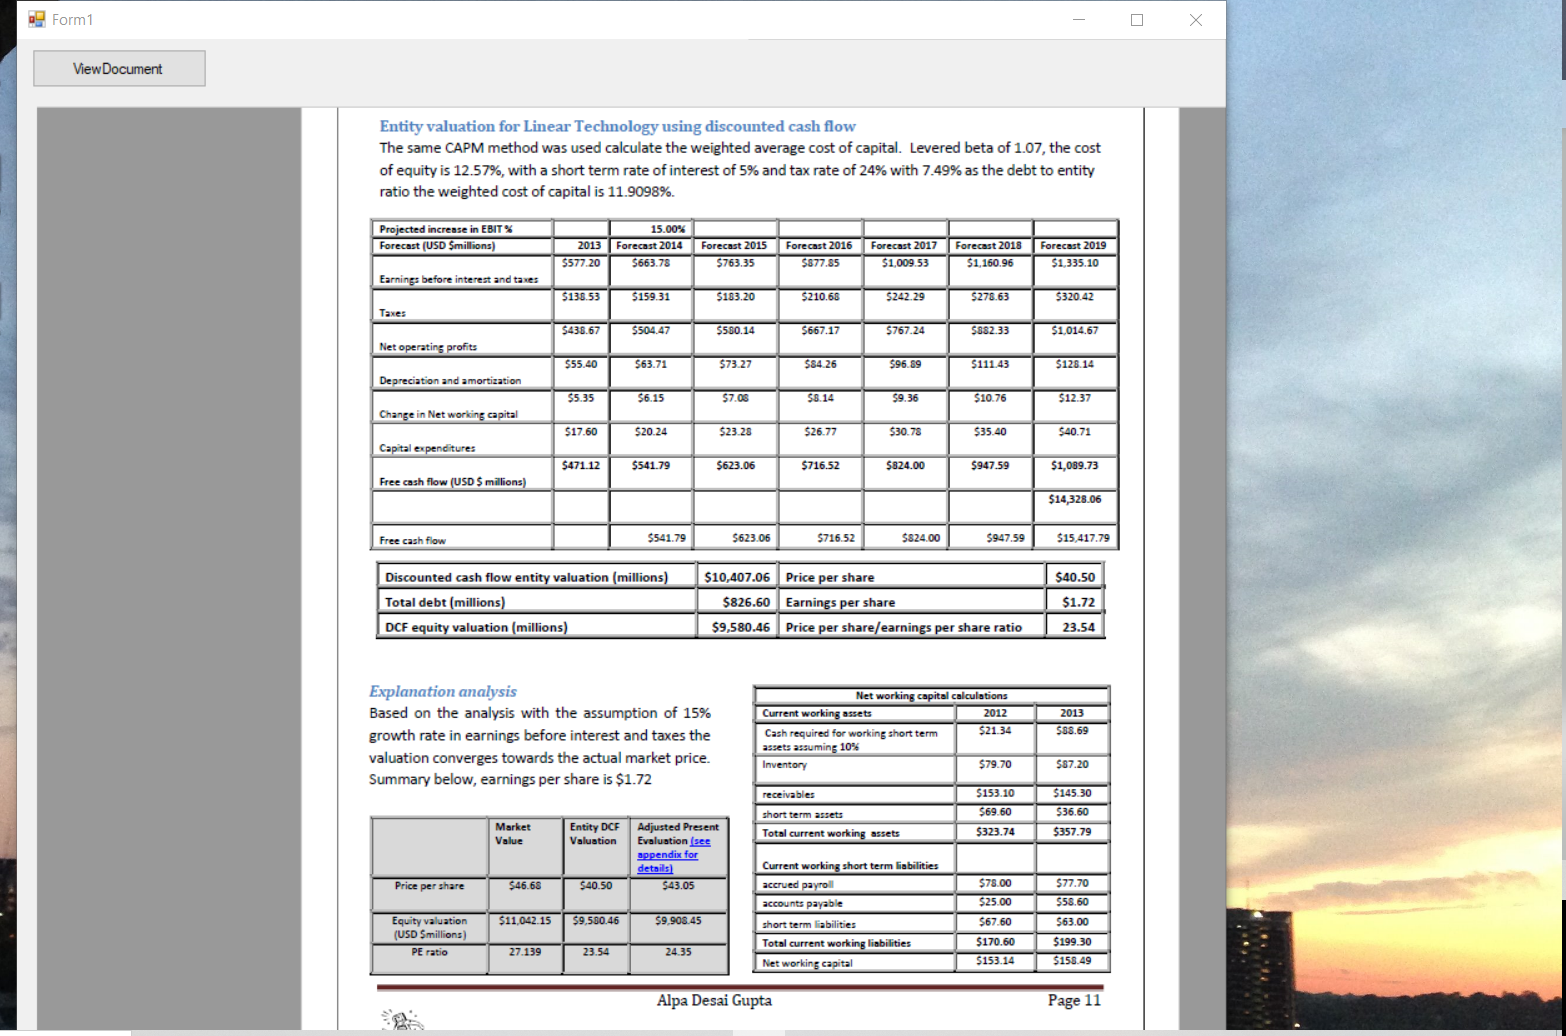 Form1
ViewDocument
Entity valuation for Linear Technology using discounted cash flow
The same CAPM method was used calculate the weighted average cost of capital.  Levered beta of 1.07, the cost
of equity is 12.57%, with a short term rate of interest of 5% and tax rate of 24% with 7.49% as the debt to entity
ratio the weighted cost of capital is 11.9098%.
Projected increase in EBIT % 15.00%
Forecast (USD $millions) 2013 Forecast 2014 Forecast 2015 Forecast 2016 Forecast 2017 Forecast 2018 Forecast 2019
Earnings before interest and taxes $577.20 $663.78 $763.35 $877.85 $1,009.53 $1,160.96 $1,335.10
Taxes $138.53 $159.31 $183.20 $210.68 $242.29 $278.63 $320.42
Net operating profits $438.67 $504.47 $580.14 $667.17 $767.24 $882.33 $1,014.67
Depreciation and amortization $55.40 $63.71 $73.27 $84.26 $96.89 $111.43 $128.14
Change in Net working capital $5.35 $6.15 $7.08 $8.14 $9.36 $10.76 $12.37
Capital expenditures $17.60 $20.24 $23.28 $26.77 $30.78 $35.40 $40.71
Free cash flow (USD $ millions) $471.12 $541.79 $623.06 $716.52 $824.00 $947.59 $1,089.73
$14,328.06
Free cash flow $541.79 $623.06 $716.52 $824.00 $947.59 $15,417.79
Discounted cash flow entity valuation (millions) $10,407.06 Price per share $40.50
Total debt (millions) $826.60 Earnings per share $1.72
DCF equity valuation (millions) $9,580.46 Price per share/earnings per share ratio 23.54
Explanation analysis
Based on the analysis with the assumption of 15%
growth rate in earnings before interest and taxes the
valuation converges towards the actual market price.
Summary below, earnings per share is $1.72
Market Entity DCF Adjusted Present
Value Valuation Evaluation (see
appendix for
details)
Price per share $46.68 $40.50 $43.05
Equity valuation $11,042.15 $9,580.46 $9,908.45
(USD $millions)
PE ratio 27.139 23.54 24.35
Net working capital calculations
Current working assets 2012 2013
Cash required for working short term $21.34 $88.69
assets assuming 10%
Inventory $79.70 $87.20
receivables $153.10 $145.30
short term assets $69.60 $36.60
Total current working assets $323.74 $357.79
Current working short term liabilities
accrued payroll $78.00 $77.70
accounts payable $25.00 $58.60
short term liabilities $67.60 $63.00
Total current working liabilities $170.60 $199.30
Net working capital $153.14 $158.49
Alpa Desai Gupta Page 11